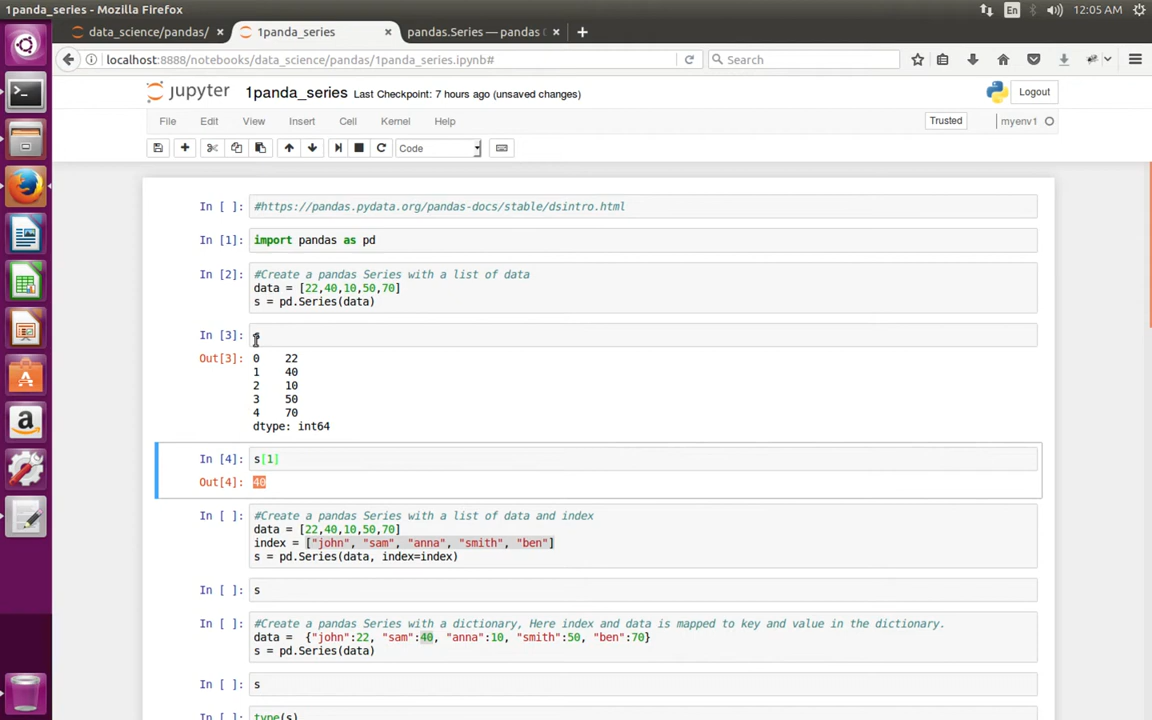 1panda_series - Mozilla Firefox
En
12:05 AM
data_science/pandas/
1panda_series
pandas.Series — pandas
localhost:8888/notebooks/data_science/pandas/1panda_series.ipynb#
Search
jupyter
1panda_series
Last Checkpoint: 7 hours ago (unsaved changes)
Logout
File
Edit
View
Insert
Cell
Kernel
Help
Trusted
myenv1
Code
In [ ]:
#https://pandas.pydata.org/pandas-docs/stable/dsintro.html
In [1]:
import pandas as pd
In [2]:
#Create a pandas Series with a list of data
data = [22,40,10,50,70]
s = pd.Series(data)
In [3]:
s
Out[3]:
0 22
1 40
2 10
3 50
4 70
dtype: int64
In [4]:
s[1]
Out[4]:
40
In [ ]:
#Create a pandas Series with a list of data and index
data = [22,40,10,50,70]
index = ["john", "sam", "anna", "smith", "ben"]
s = pd.Series(data, index=index)
In [ ]:
s
In [ ]:
#Create a pandas Series with a dictionary, Here index and data is mapped to key and value in the dictionary.
data =  {"john":22, "sam":40, "anna":10, "smith":50, "ben":70}
s = pd.Series(data)
In [ ]:
s
In [ ]:
type(s)